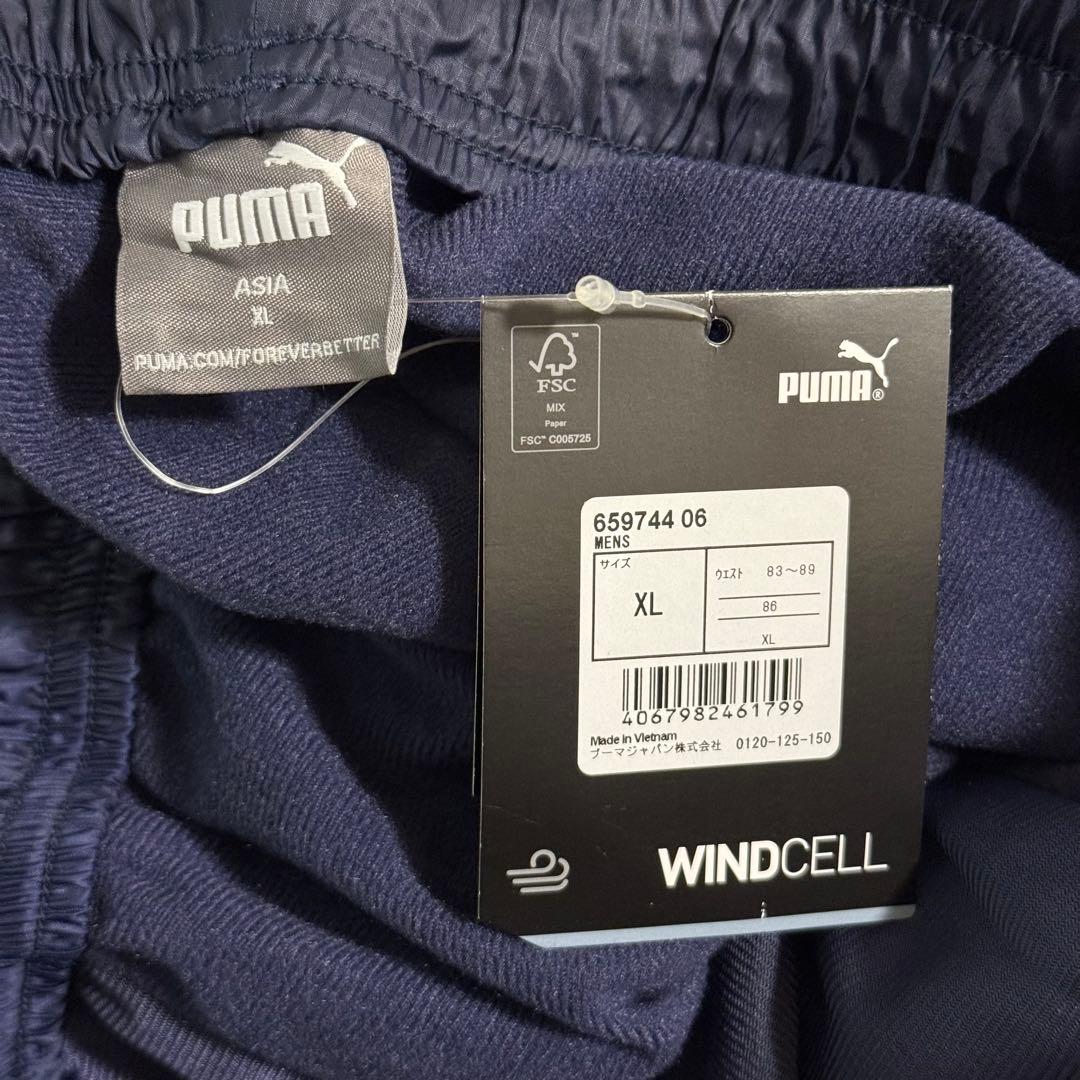 PUMA
ASIA
XL
PUMA.COM/FOREVERBETTER
FSC
MIX
Paper
FSC™ C005725
PUMA®
659744 06
MENS
サイズ
XL
ウエスト 83～89
86
XL
4067982461799
Made in Vietnam
プーマジャパン株式会社 0120-125-150
WINDCELL